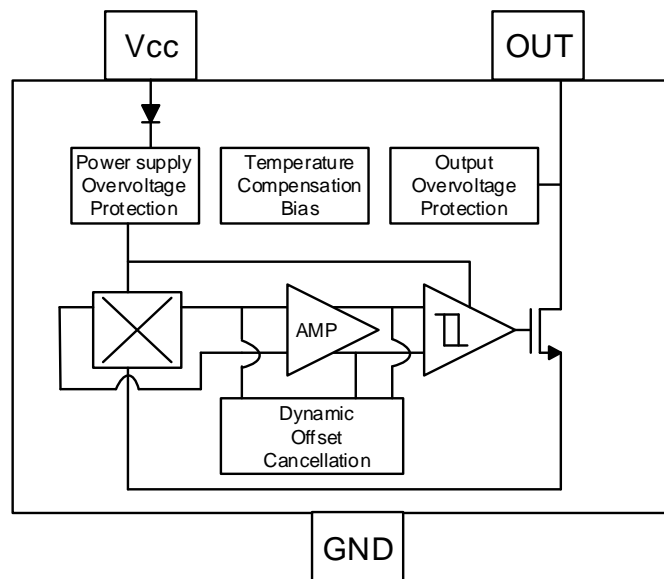 Vcc
OUT
Power supply
Overvoltage
Protection
Temperature
Compensation
Bias
Output
Overvoltage
Protection
AMP
Dynamic
Offset
Cancellation
GND